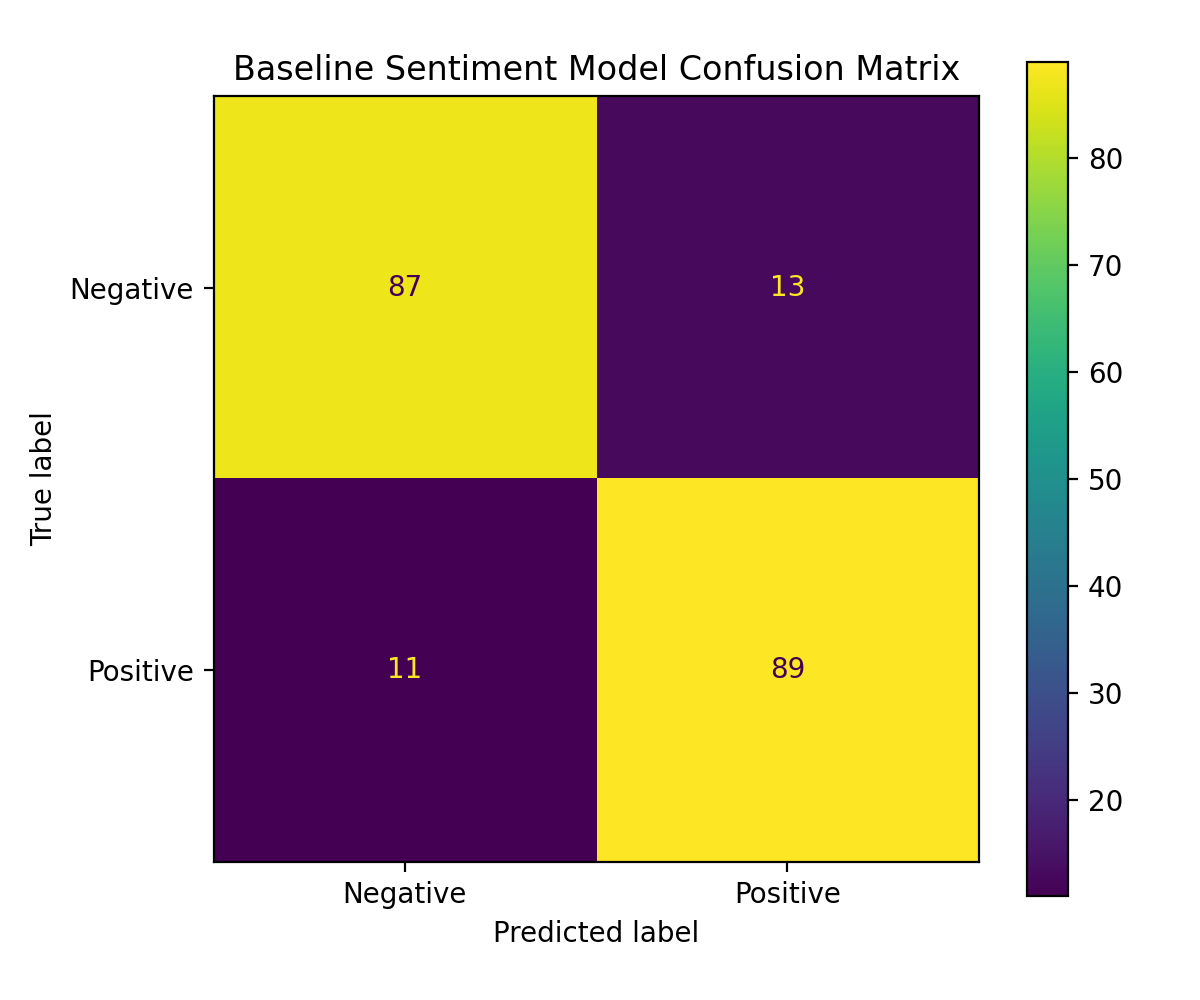 Baseline Sentiment Model Confusion Matrix
True label
Negative
87
13
Positive
11
89
Negative
Positive
Predicted label
80
70
60
50
40
30
20